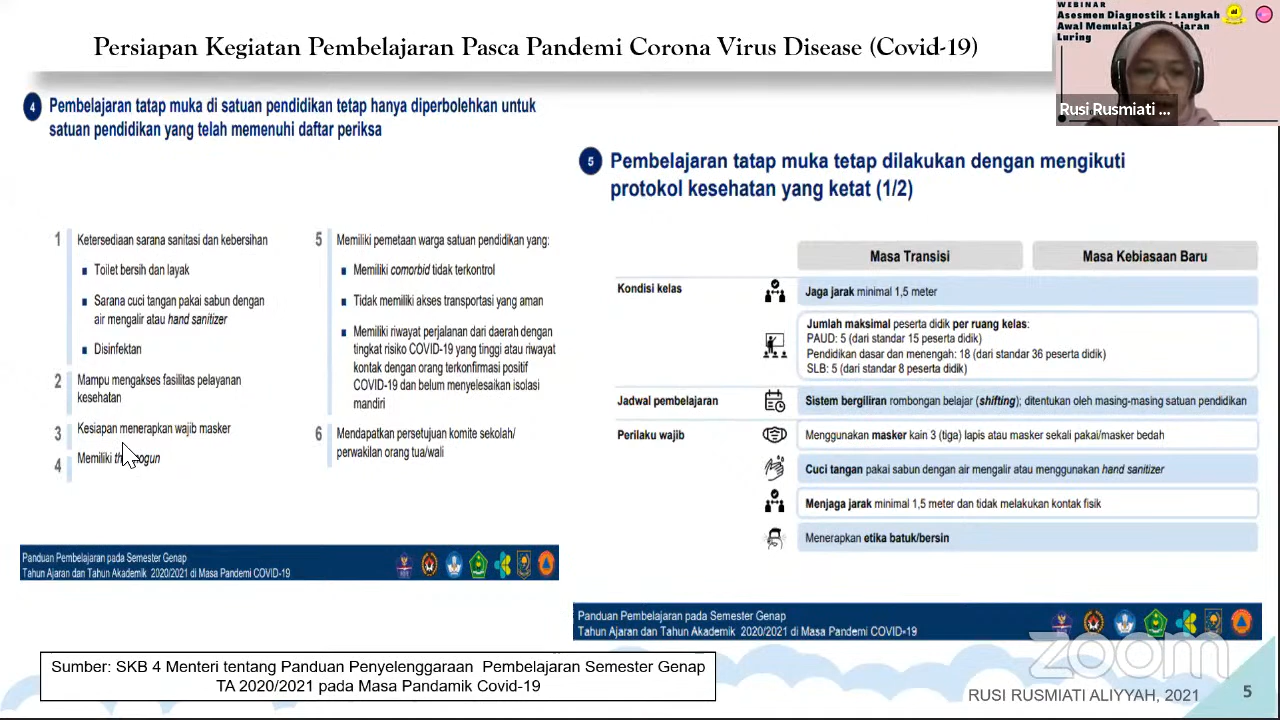 Persiapan Kegiatan Pembelajaran Pasca Pandemi Corona Virus Disease (Covid-19)
WEBINAR
Asesmen Diagnostik : Langkah
Awal Memulai
Luring
Rusi Rusmiati ...
4
Pembelajaran tatap muka di satuan pendidikan tetap hanya diperbolehkan untuk
satuan pendidikan yang telah memenuhi daftar periksa
1
Ketersediaan sarana sanitasi dan kebersihan
Toilet bersih dan layak
Sarana cuci tangan pakai sabun dengan
air mengalir atau hand sanitizer
Disinfektan
2
Mampu mengakses fasilitas pelayanan
kesehatan
3
Kesiapan menerapkan wajib masker
4
Memiliki
5
Memiliki pemetaan warga satuan pendidikan yang:
Memiliki comorbid tidak terkontrol
Tidak memiliki akses transportasi yang aman
Memiliki riwayat perjalanan dari daerah dengan
tingkat risiko COVID-19 yang tinggi atau riwayat
kontak dengan orang terkonfirmasi positif
COVID-19 dan belum menyelesaikan isolasi
mandiri
6
Mendapatkan persetujuan komite sekolah/
perwakilan orang tua/wali
Panduan Pembelajaran pada Semester Genap
Tahun Ajaran dan Tahun Akademik 2020/2021 di Masa Pandemi COVID-19
5
Pembelajaran tatap muka tetap dilakukan dengan mengikuti
protokol kesehatan yang ketat (1/2)
Masa Transisi
Masa Kebiasaan Baru
Kondisi kelas
Jaga jarak minimal 1,5 meter
Jumlah maksimal peserta didik per ruang kelas:
PAUD: 5 (dari standar 15 peserta didik)
Pendidikan dasar dan menengah: 18 (dari standar 36 peserta didik)
SLB: 5 (dari standar 8 peserta didik)
Jadwal pembelajaran
Sistem bergiliran rombongan belajar (shifting); ditentukan oleh masing-masing satuan pendidikan
Perilaku wajib
Menggunakan masker kain 3 (tiga) lapis atau masker sekali pakai/masker bedah
Cuci tangan pakai sabun dengan air mengalir atau menggunakan hand sanitizer
Menjaga jarak minimal 1,5 meter dan tidak melakukan kontak fisik
Menerapkan etika batuk/bersin
Panduan Pembelajaran pada Semester Genap
Tahun Ajaran dan Tahun Akademik 2020/2021 di Masa Pandemi COVID-19
Sumber: SKB 4 Menteri tentang Panduan Penyelenggaraan Pembelajaran Semester Genap
TA 2020/2021 pada Masa Pandamik Covid-19
zoom
RUSI RUSMIATI ALIYYAH, 2021
5